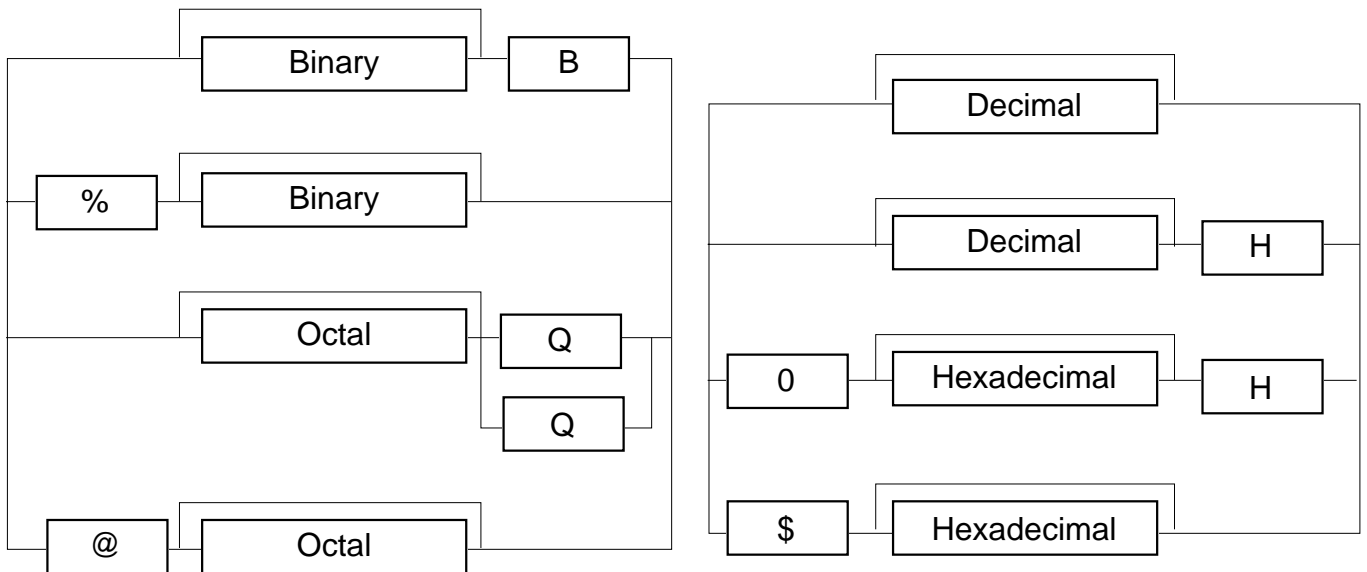 Binary B
% Binary
Octal Q
Q
@ Octal
Decimal
Decimal H
0 Hexadecimal H
$ Hexadecimal